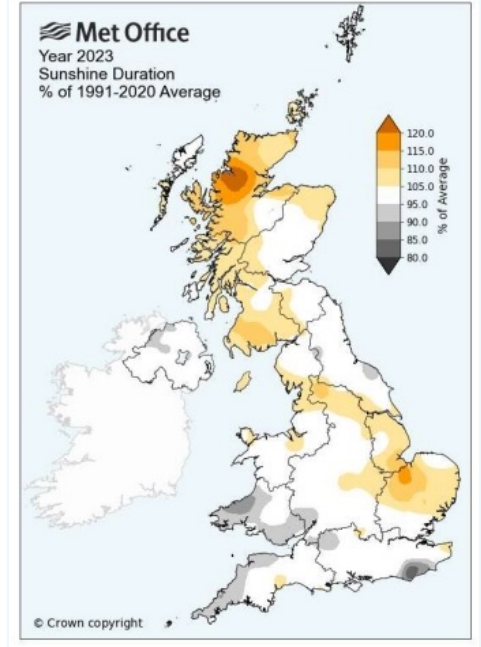 Met Office
Year 2023
Sunshine Duration
% of 1991-2020 Average
120.0
115.0
110.0
105.0
95.0
90.0
85.0
80.0
% of Average
© Crown copyright